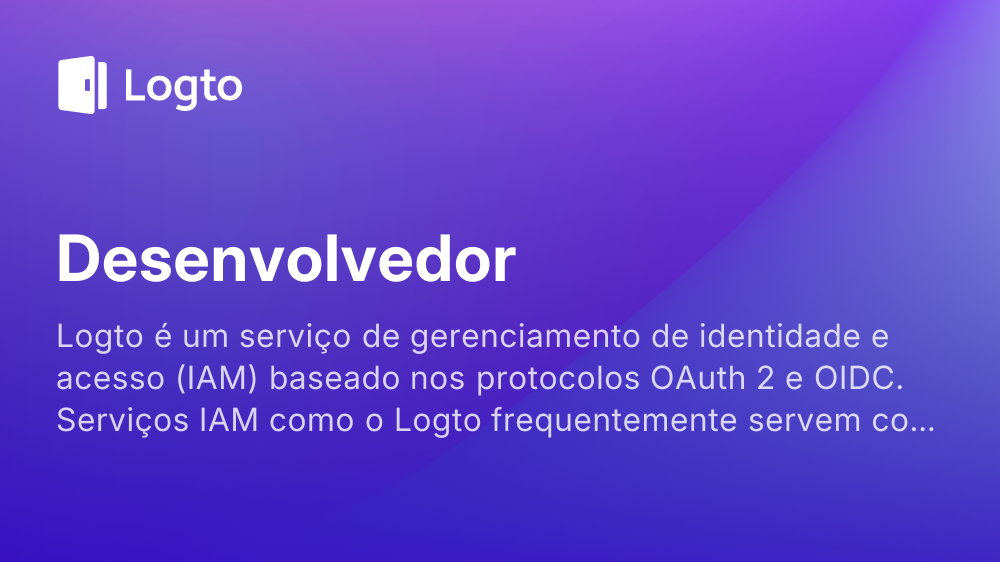 Logto
Desenvolvedor
Logto é um serviço de gerenciamento de identidade e
acesso (IAM) baseado nos protocolos OAuth 2 e OIDC.
Serviços IAM como o Logto frequentemente servem co...